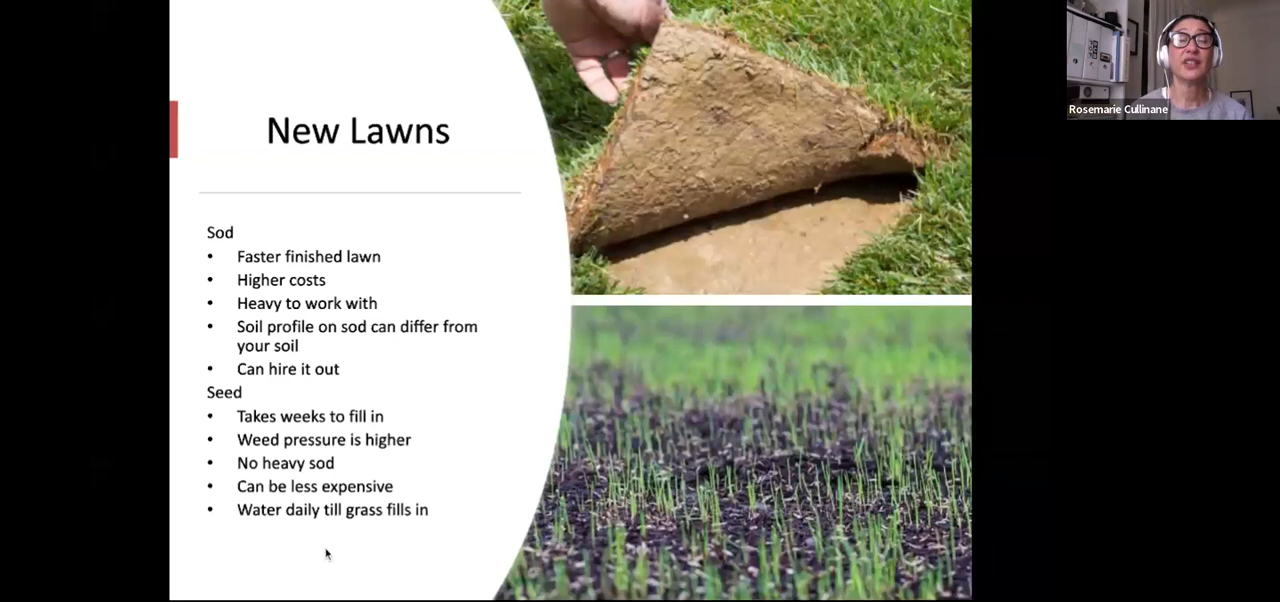 New Lawns
Sod
• Faster finished lawn
• Higher costs
• Heavy to work with
• Soil profile on sod can differ from
your soil
• Can hire it out
Seed
• Takes weeks to fill in
• Weed pressure is higher
• No heavy sod
• Can be less expensive
• Water daily till grass fills in
Rosemarie Cullinane